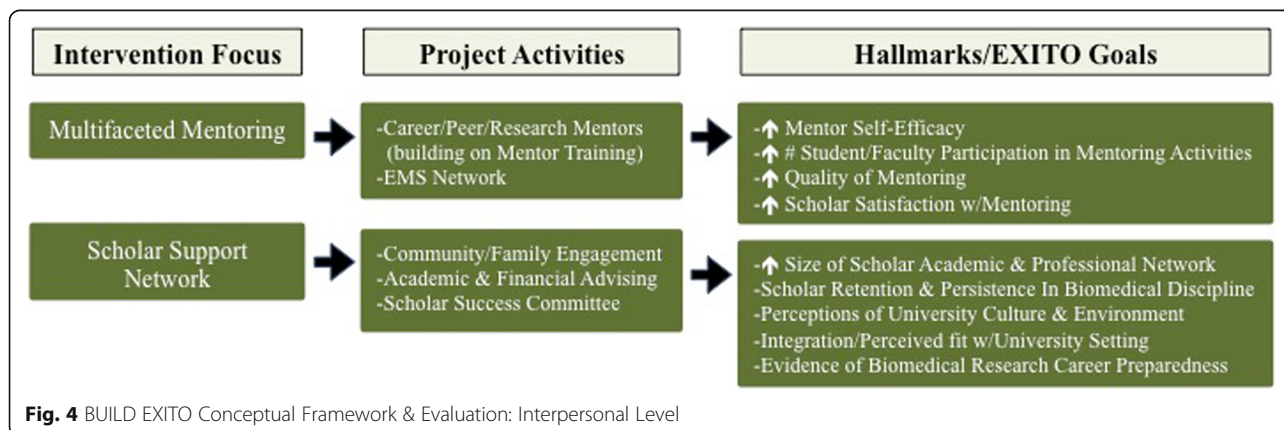 Intervention Focus
Project Activities
Hallmarks/EXITO Goals
Multifaceted Mentoring
-Career/Peer/Research Mentors
(building on Mentor Training)
-EMS Network
-↑ Mentor Self-Efficacy
-↑ # Student/Faculty Participation in Mentoring Activities
-↑ Quality of Mentoring
-↑ Scholar Satisfaction w/Mentoring
Scholar Support
Network
-Community/Family Engagement
-Academic & Financial Advising
-Scholar Success Committee
-↑ Size of Scholar Academic & Professional Network
-Scholar Retention & Persistence In Biomedical Discipline
-Perceptions of University Culture & Environment
-Integration/Perceived fit w/University Setting
-Evidence of Biomedical Research Career Preparedness
Fig. 4 BUILD EXITO Conceptual Framework & Evaluation: Interpersonal Level